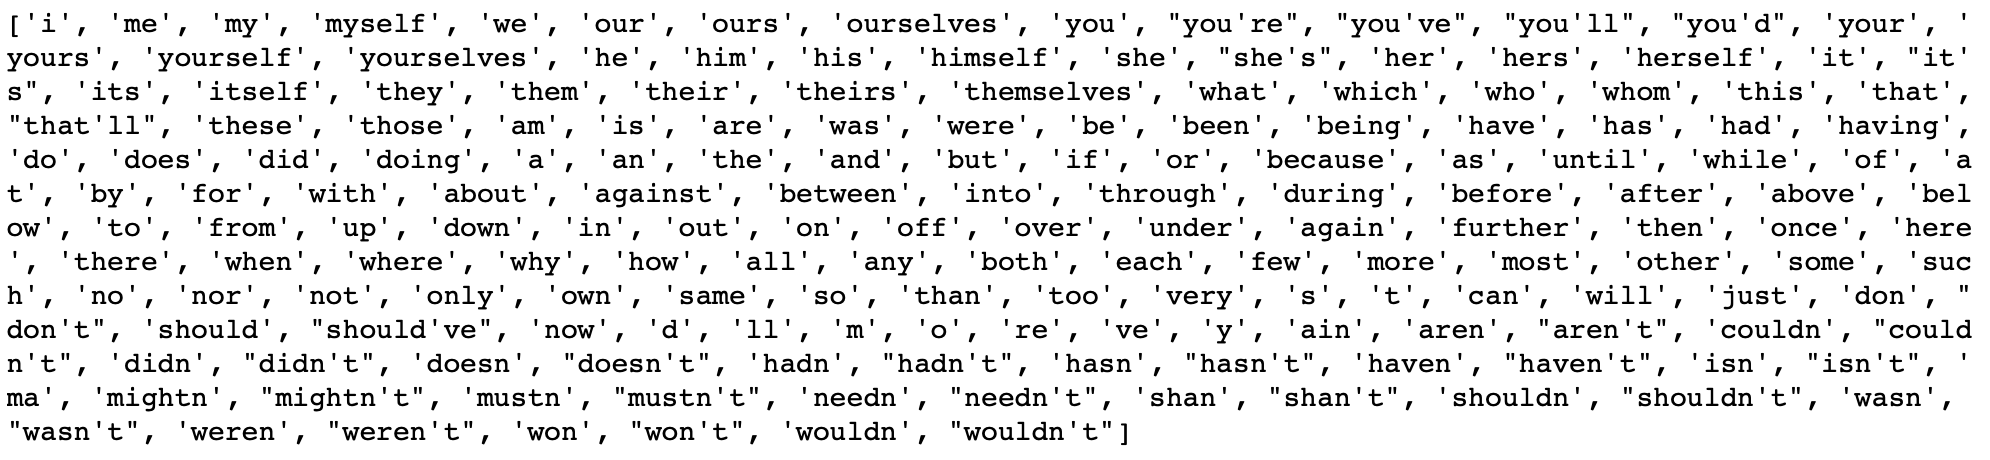 ['i', 'me', 'my', 'myself', 'we', 'our', 'ours', 'ourselves', 'you', "you're", "you've", "you'll", "you'd", 'your', '
yours', 'yourself', 'yourselves', 'he', 'him', 'his', 'himself', 'she', "she's", 'her', 'hers', 'herself', 'it', "it'
s", 'its', 'itself', 'they', 'them', 'their', 'theirs', 'themselves', 'what', 'which', 'who', 'whom', 'this', 'that',
"that'll", 'these', 'those', 'am', 'is', 'are', 'was', 'were', 'be', 'been', 'being', 'have', 'has', 'had', 'having',
'do', 'does', 'did', 'doing', 'a', 'an', 'the', 'and', 'but', 'if', 'or', 'because', 'as', 'until', 'while', 'of', 'a
t', 'by', 'for', 'with', 'about', 'against', 'between', 'into', 'through', 'during', 'before', 'after', 'above', 'bel
ow', 'to', 'from', 'up', 'down', 'in', 'out', 'on', 'off', 'over', 'under', 'again', 'further', 'then', 'once', 'here
', 'there', 'when', 'where', 'why', 'how', 'all', 'any', 'both', 'each', 'few', 'more', 'most', 'other', 'some', 'suc
h', 'no', 'nor', 'not', 'only', 'own', 'same', 'so', 'than', 'too', 'very', 's', 't', 'can', 'will', 'just', 'don', "
don't", 'should', "should've", 'now', 'd', 'll', 'm', 'o', 're', 've', 'y', 'ain', 'aren', "aren't", 'couldn', "could
n't", 'didn', "didn't", 'doesn', "doesn't", 'hadn', "hadn't", 'hasn', "hasn't", 'haven', "haven't", 'isn', "isn't", '
ma', 'mightn', "mightn't", 'mustn', "mustn't", 'needn', "needn't", 'shan', "shan't", 'shouldn', "shouldn't", 'wasn',
"wasn't", 'weren', "weren't", 'won', "won't", 'wouldn', "wouldn't"]